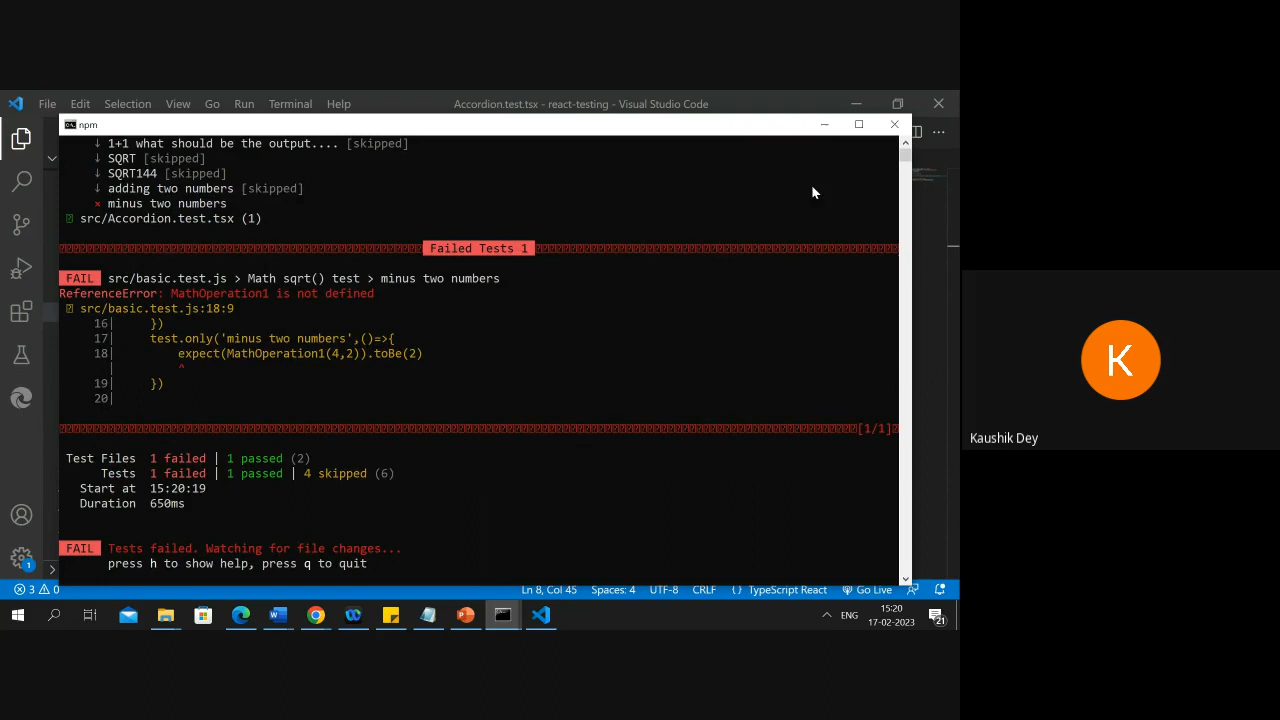 File Edit Selection View Go Run Terminal Help
Accordion.test.tsx - react-testing - Visual Studio Code
npm
↓ 1+1 what should be the output.... [skipped]
↓ SQRT [skipped]
↓ SQRT144 [skipped]
↓ adding two numbers [skipped]
× minus two numbers
src/Accordion.test.tsx (1)
Failed Tests 1
FAIL src/basic.test.js > Math sqrt() test > minus two numbers
ReferenceError: MathOperation1 is not defined
src/basic.test.js:18:9
16| })
17| test.only('minus two numbers',()=>{
18| expect(MathOperation1(4,2)).toBe(2)
| ^
19| })
20|
[1/1]
Test Files 1 failed | 1 passed (2)
Tests 1 failed | 1 passed | 4 skipped (6)
Start at 15:20:19
Duration 650ms
FAIL Tests failed. Watching for file changes...
press h to show help, press q to quit
1
3 0 Ln 8, Col 45 Spaces: 4 UTF-8 CRLF {} TypeScript React Go Live
ENG
15:20
17-02-2023
21
K
Kaushik Dey